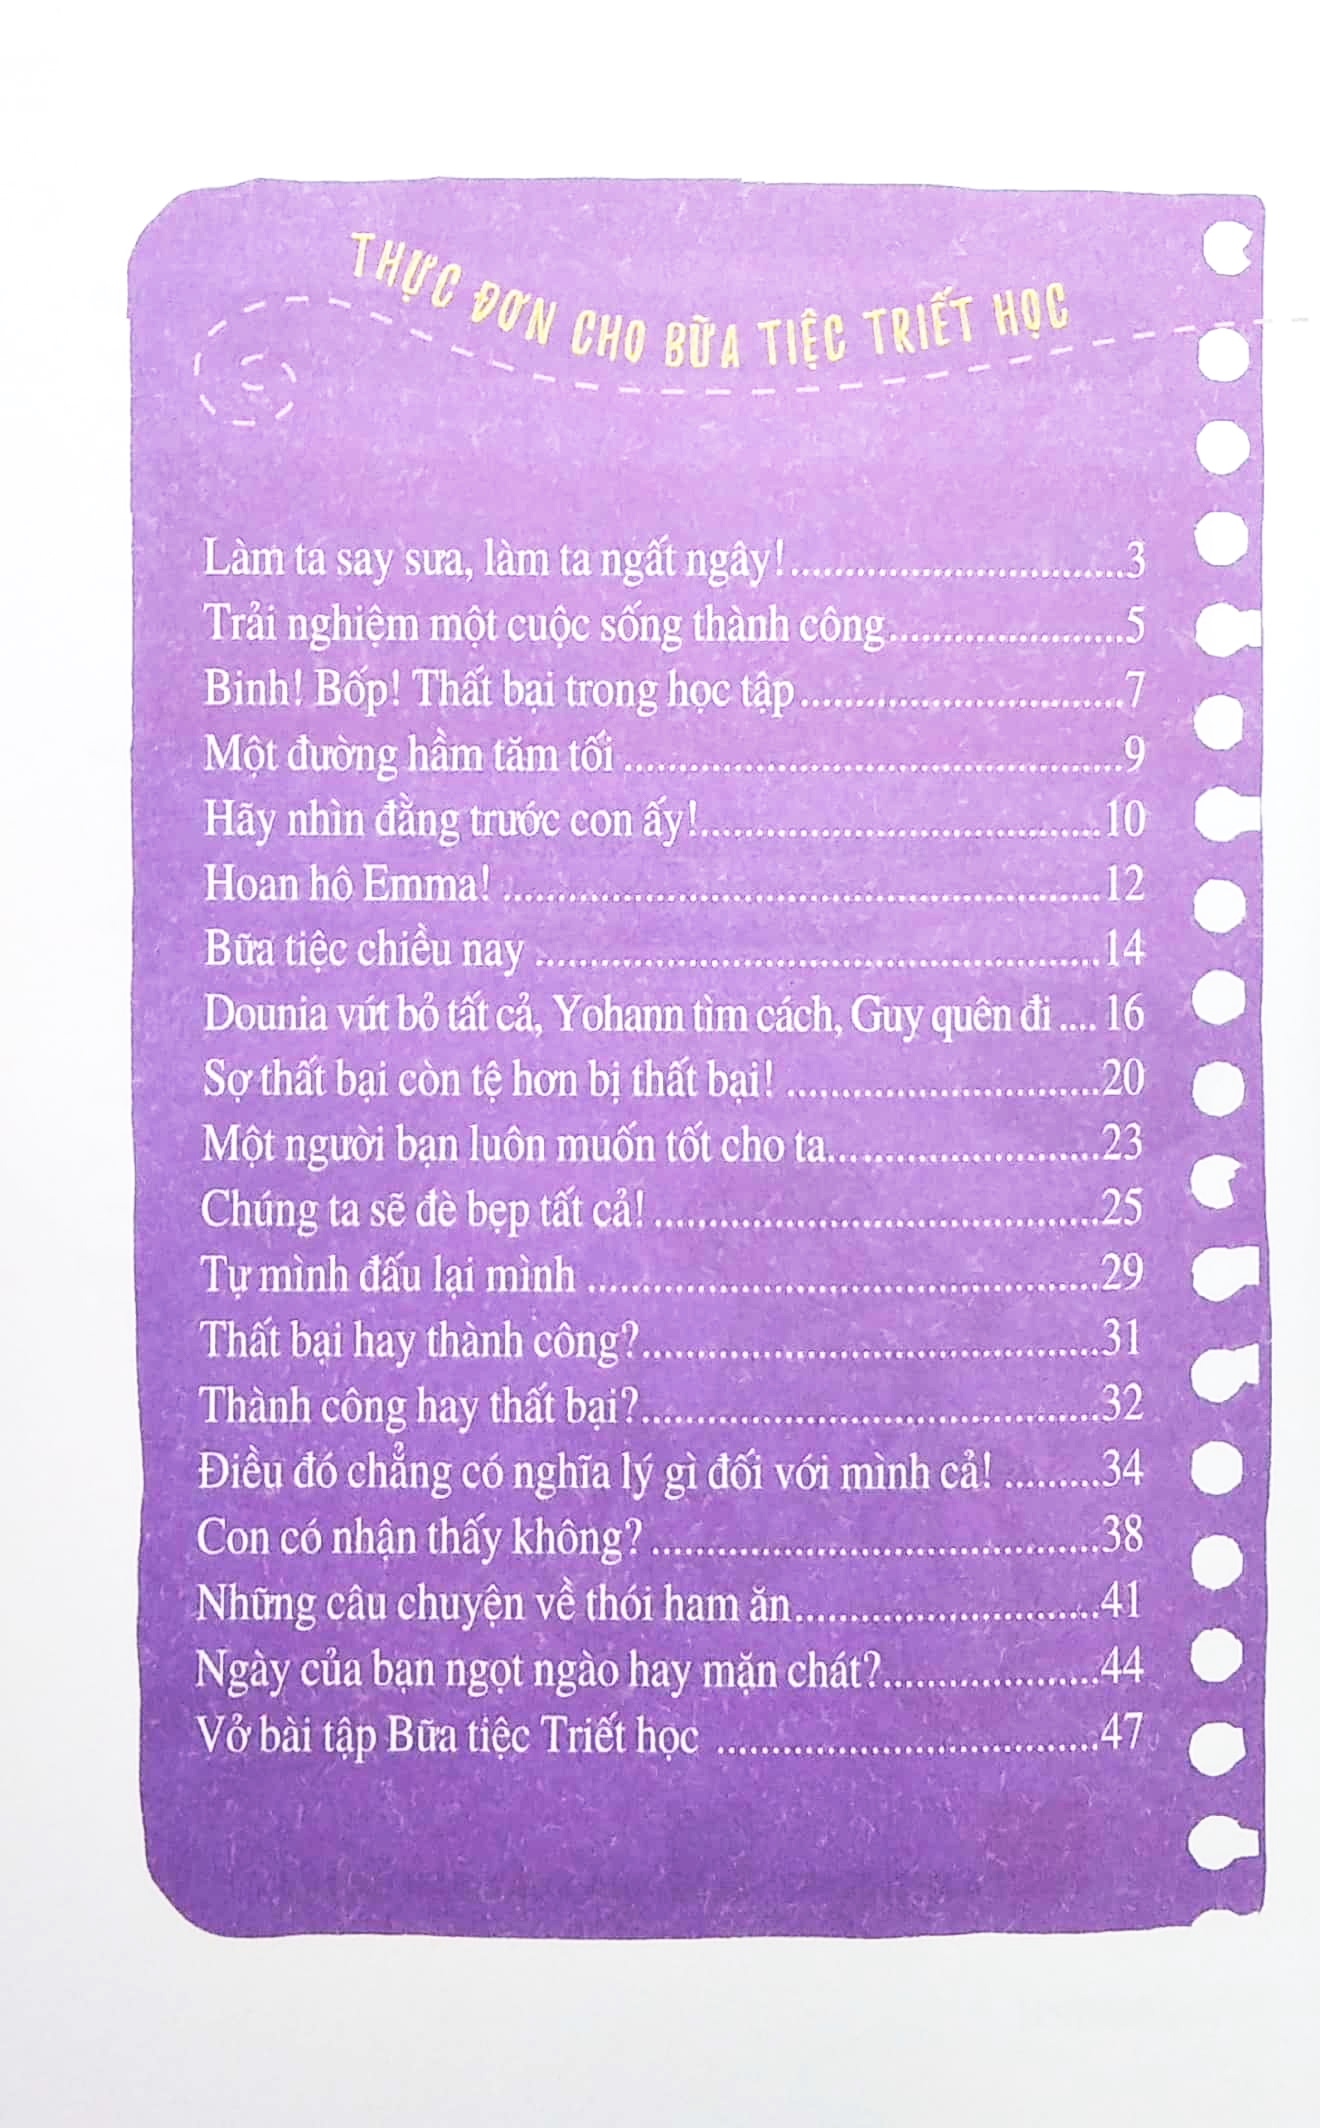 THỰC ĐƠN CHO BỮA TIỆC TRIẾT HỌC
Làm ta say sưa, làm ta ngất ngây!..............................3
Trải nghiệm một cuộc sống thành công......................5
Binh! Bốp! Thất bại trong học tập..............................7
Một đường hầm tăm tối ..............................................9
Hãy nhìn đằng trước con ấy!.....................................10
Hoan hô Emma! .......................................................12
Bữa tiệc chiều nay ....................................................14
Dounia vứt bỏ tất cả, Yohann tìm cách, Guy quên đi .... 16
Sợ thất bại còn tệ hơn bị thất bại! .............................20
Một người bạn luôn muốn tốt cho ta.........................23
Chúng ta sẽ đè bẹp tất cả!.........................................25
Tự mình đấu lại mình ...............................................29
Thất bại hay thành công?..........................................31
Thành công hay thất bại?..........................................32
Điều đó chẳng có nghĩa lý gì đối với mình cả! .........34
Con có nhận thấy không?.........................................38
Những câu chuyện về thói ham ăn............................41
Ngày của bạn ngọt ngào hay mặn chát?....................44
Vở bài tập Bữa tiệc Triết học ...................................47